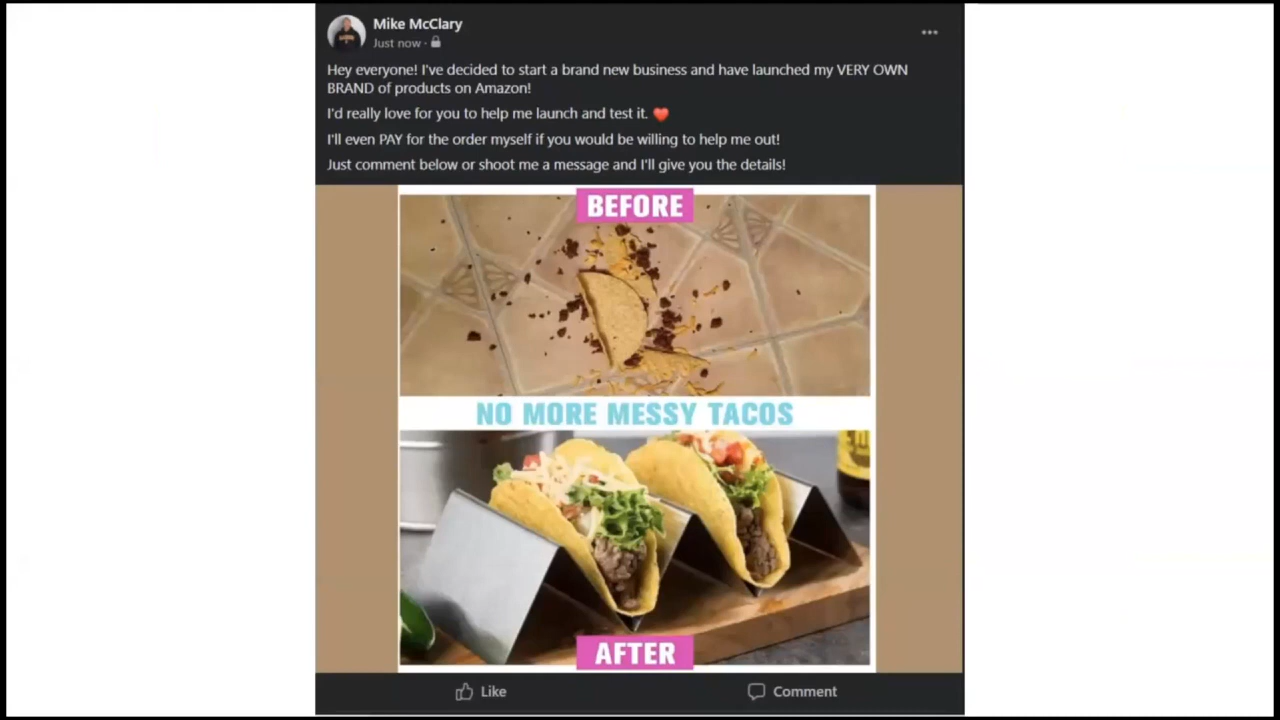 Mike McClary
Just now ·
Hey everyone! I've decided to start a brand new business and have launched my VERY OWN
BRAND of products on Amazon!
I'd really love for you to help me launch and test it. ❤️
I'll even PAY for the order myself if you would be willing to help me out!
Just comment below or shoot me a message and I'll give you the details!
BEFORE
NO MORE MESSY TACOS
AFTER
Like
Comment